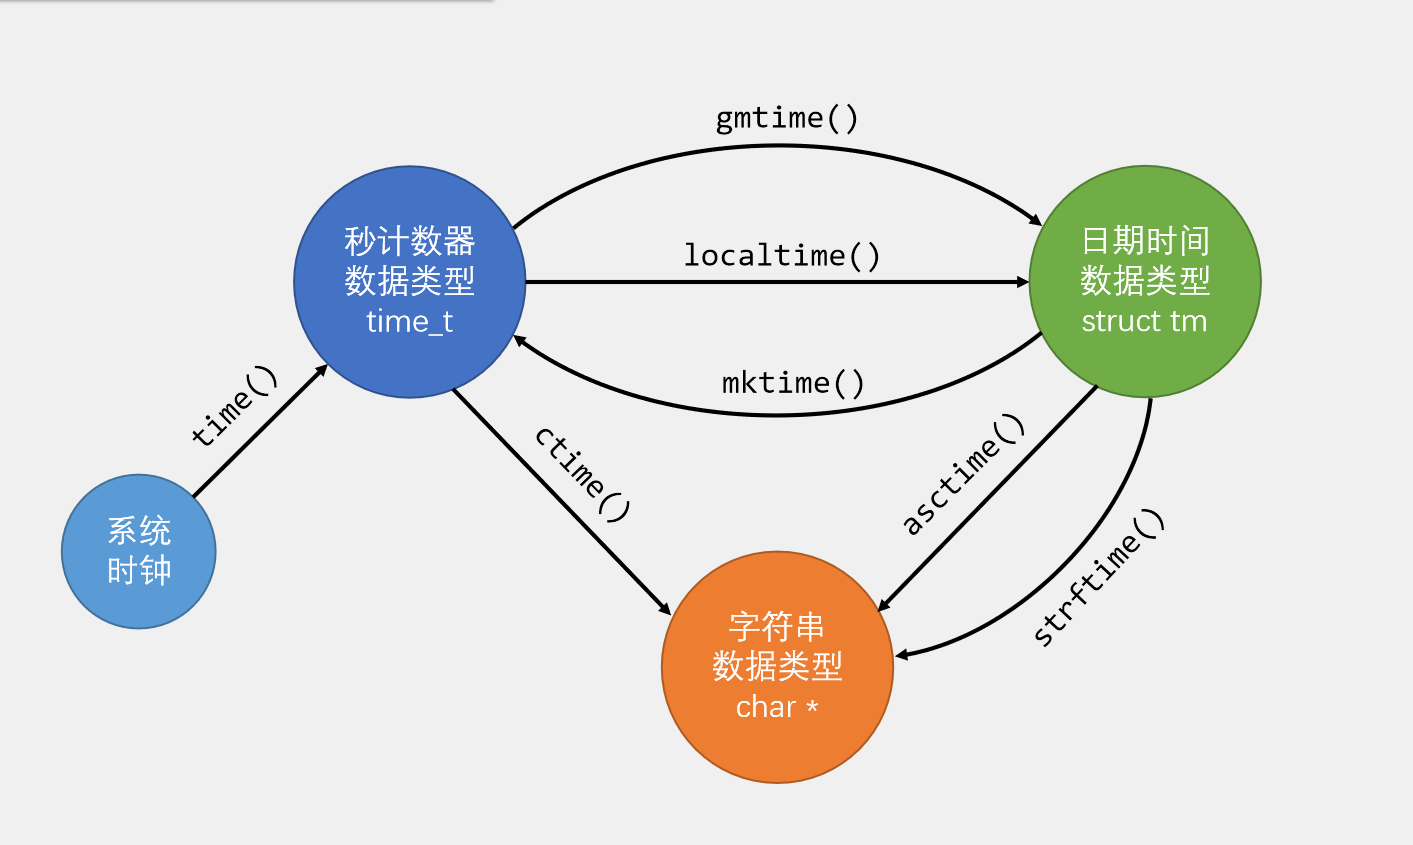 gmtime()
秒计数器
数据类型
time_t
localtime()
日期时间
数据类型
struct tm
mktime()
time()
ctime()
asctime()
strftime()
系统
时钟
字符串
数据类型
char *